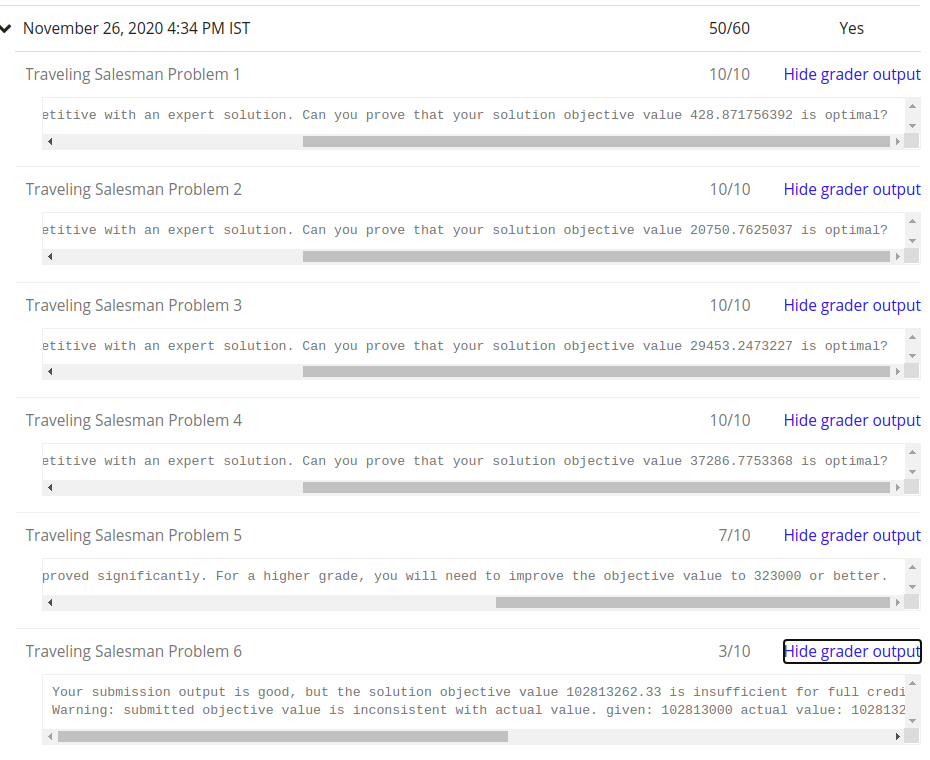 November 26, 2020 4:34 PM IST 50/60 Yes
Traveling Salesman Problem 1 10/10 Hide grader output
etitive with an expert solution. Can you prove that your solution objective value 428.871756392 is optimal?
Traveling Salesman Problem 2 10/10 Hide grader output
etitive with an expert solution. Can you prove that your solution objective value 20750.7625037 is optimal?
Traveling Salesman Problem 3 10/10 Hide grader output
etitive with an expert solution. Can you prove that your solution objective value 29453.2473227 is optimal?
Traveling Salesman Problem 4 10/10 Hide grader output
etitive with an expert solution. Can you prove that your solution objective value 37286.7753368 is optimal?
Traveling Salesman Problem 5 7/10 Hide grader output
proved significantly. For a higher grade, you will need to improve the objective value to 323000 or better.
Traveling Salesman Problem 6 3/10 Hide grader output
Your submission output is good, but the solution objective value 102813262.33 is insufficient for full credi
Warning: submitted objective value is inconsistent with actual value. given: 102813000 actual value: 1028132